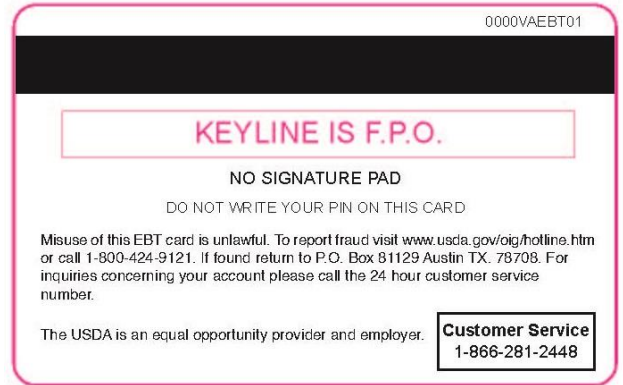 0000VAEBT01
KEYLINE IS F.P.O.
NO SIGNATURE PAD
DO NOT WRITE YOUR PIN ON THIS CARD
Misuse of this EBT card is unlawful. To report fraud visit www.usda.gov/oig/hotline.htm
or call 1-800-424-9121. If found return to P.O. Box 81129 Austin TX. 78708. For
inquiries concerning your account please call the 24 hour customer service
number.
The USDA is an equal opportunity provider and employer.
Customer Service
1-866-281-2448